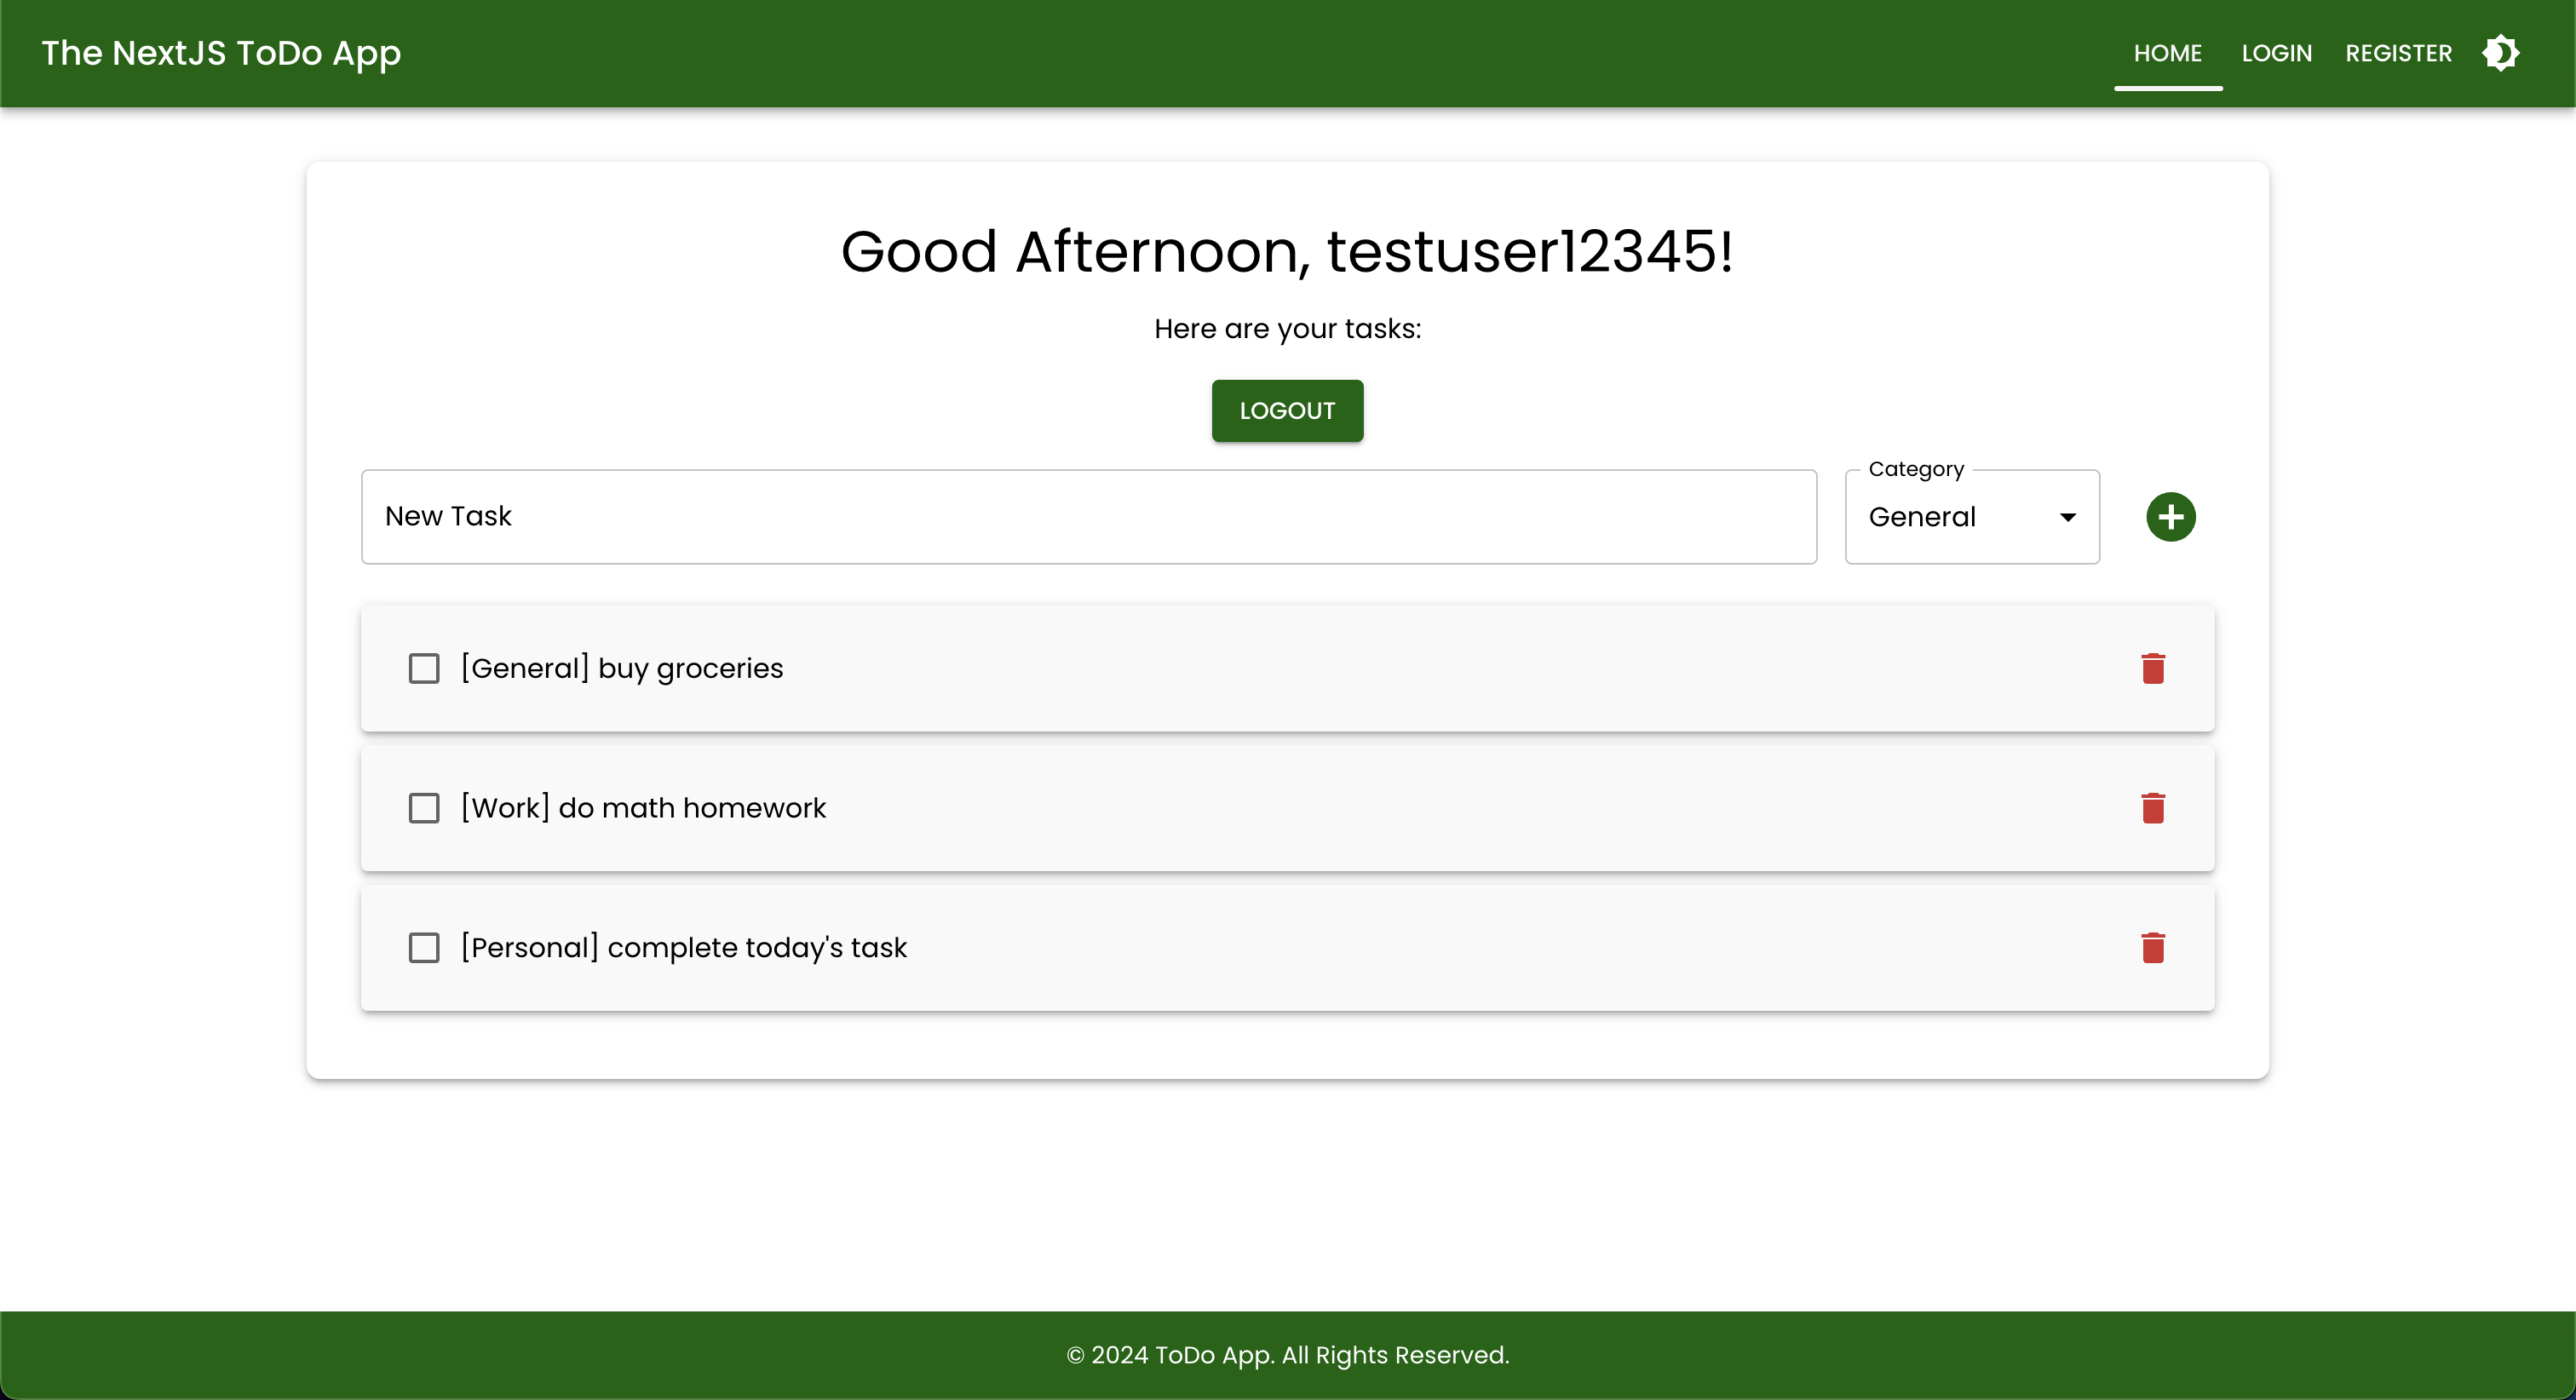 The NextJS ToDo App
HOME LOGIN REGISTER
Good Afternoon, testuser12345!
Here are your tasks:
LOGOUT
Category
New Task
General
[General] buy groceries
[Work] do math homework
[Personal] complete today's task
© 2024 ToDo App. All Rights Reserved.